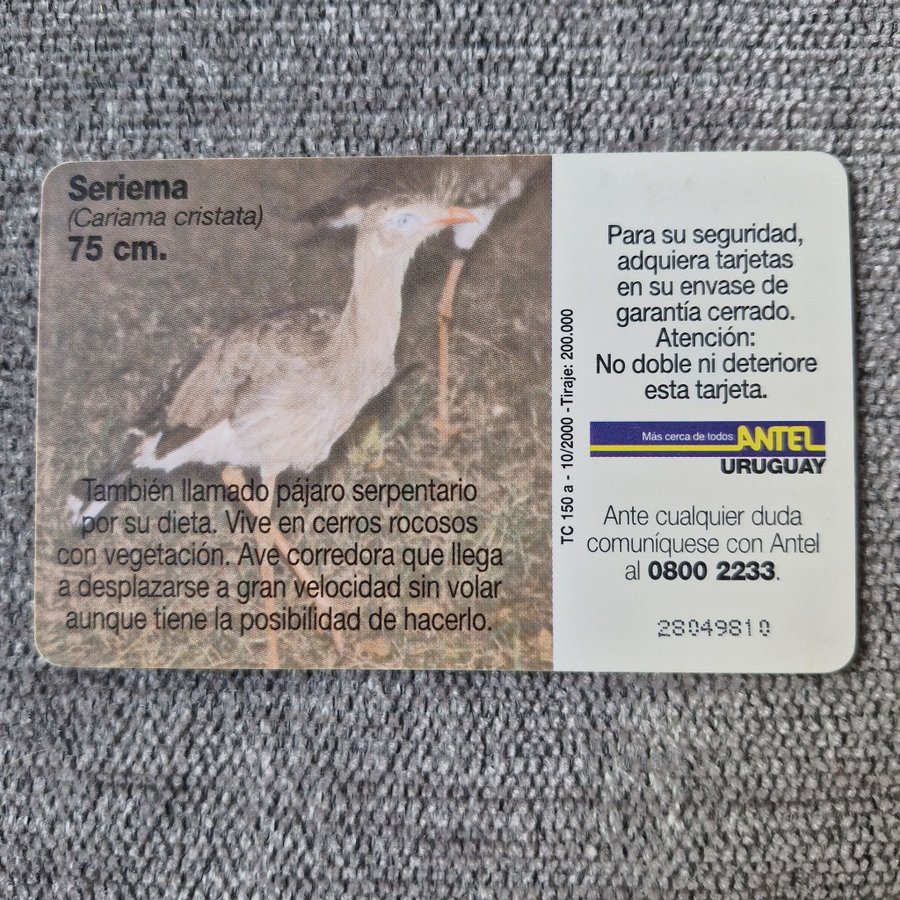 Seriema
(Cariama cristata)
75 cm.
También llamado pájaro serpentario
por su dieta. Vive en cerros rocosos
con vegetación. Ave corredora que llega
a desplazarse a gran velocidad sin volar
aunque tiene la posibilidad de hacerlo.
TC 150 a - 10/2000 -Tiraje: 200.000
Para su seguridad,
adquiera tarjetas
en su envase de
garantía cerrado.
Atención:
No doble ni deteriore
esta tarjeta.
Más cerca de todos ANTEL
URUGUAY
Ante cualquier duda
comuníquese con Antel
al 0800 2233.
28049810